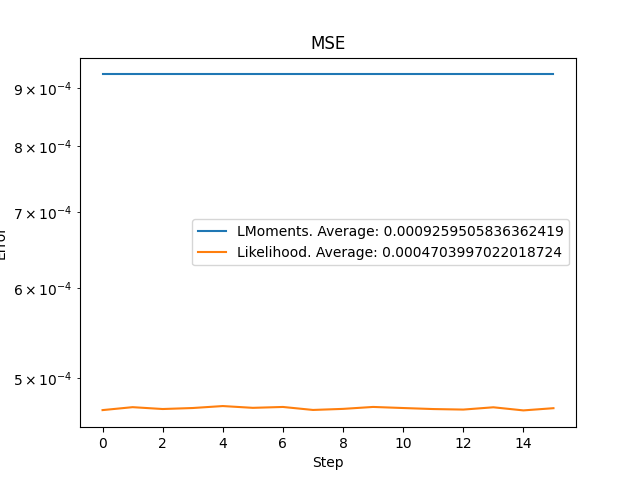 MSE
9 × 10⁻⁴
8 × 10⁻⁴
7 × 10⁻⁴
6 × 10⁻⁴
5 × 10⁻⁴
Error
LMoments. Average: 0.0009259505836362419
Likelihood. Average: 0.0004703997022018724
0 2 4 6 8 10 12 14
Step